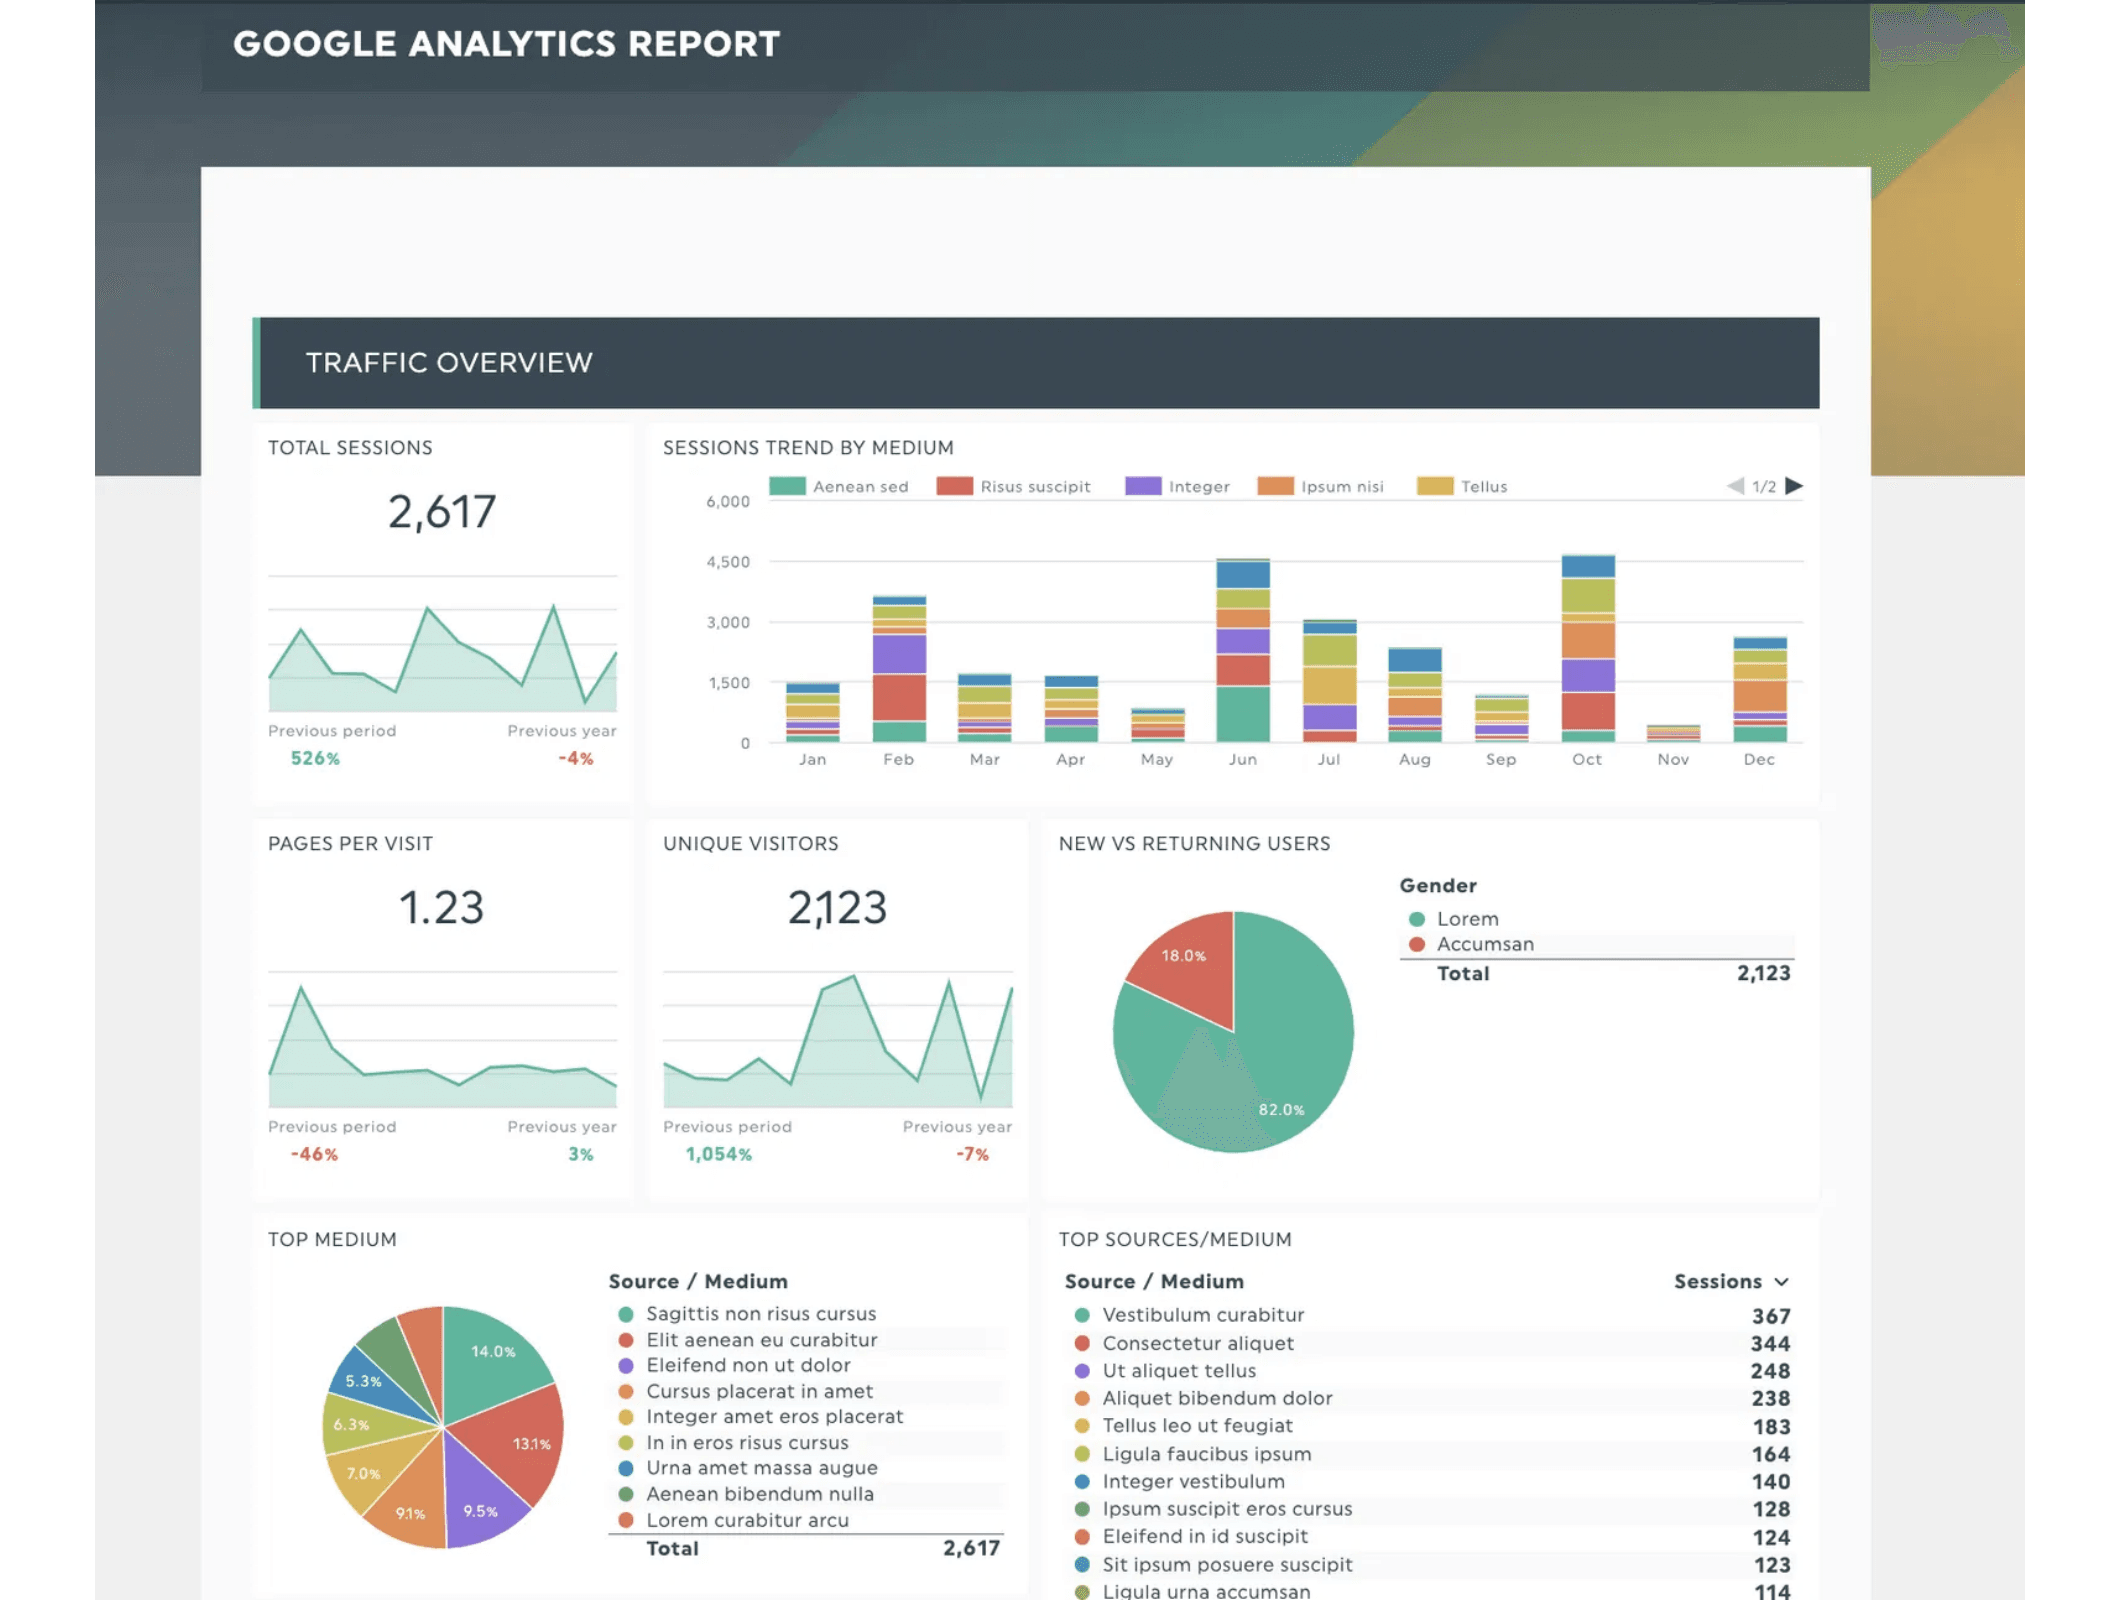 GOOGLE ANALYTICS REPORT
TRAFFIC OVERVIEW
TOTAL SESSIONS
2,617
Previous period
Previous year
526%
-4%
SESSIONS TREND BY MEDIUM
Aenean sed
Risus suscipit
Integer
Ipsum nisi
Tellus
1/2
6,000
4,500
3,000
1,500
0
Jan
Feb
Mar
Apr
May
Jun
Jul
Aug
Sep
Oct
Nov
Dec
PAGES PER VISIT
1.23
Previous period
Previous year
-46%
3%
UNIQUE VISITORS
2,123
Previous period
Previous year
1,054%
-7%
NEW VS RETURNING USERS
18.0%
82.0%
Gender
Lorem
Accumsan
Total 2,123
TOP MEDIUM
14.0%
13.1%
9.5%
9.1%
7.0%
6.3%
5.3%
Source / Medium
Sagittis non risus cursus
Elit aenean eu curabitur
Eleifend non ut dolor
Cursus placerat in amet
Integer amet eros placerat
In in eros risus cursus
Urna amet massa augue
Aenean bibendum nulla
Lorem curabitur arcu
Total 2,617
TOP SOURCES/MEDIUM
Source / Medium Sessions
Vestibulum curabitur 367
Consectetur aliquet 344
Ut aliquet tellus 248
Aliquet bibendum dolor 238
Tellus leo ut feugiat 183
Ligula faucibus ipsum 164
Integer vestibulum 140
Ipsum suscipit eros cursus 128
Eleifend in id suscipit 124
Sit ipsum posuere suscipit 123
Ligula urna accumsan 114